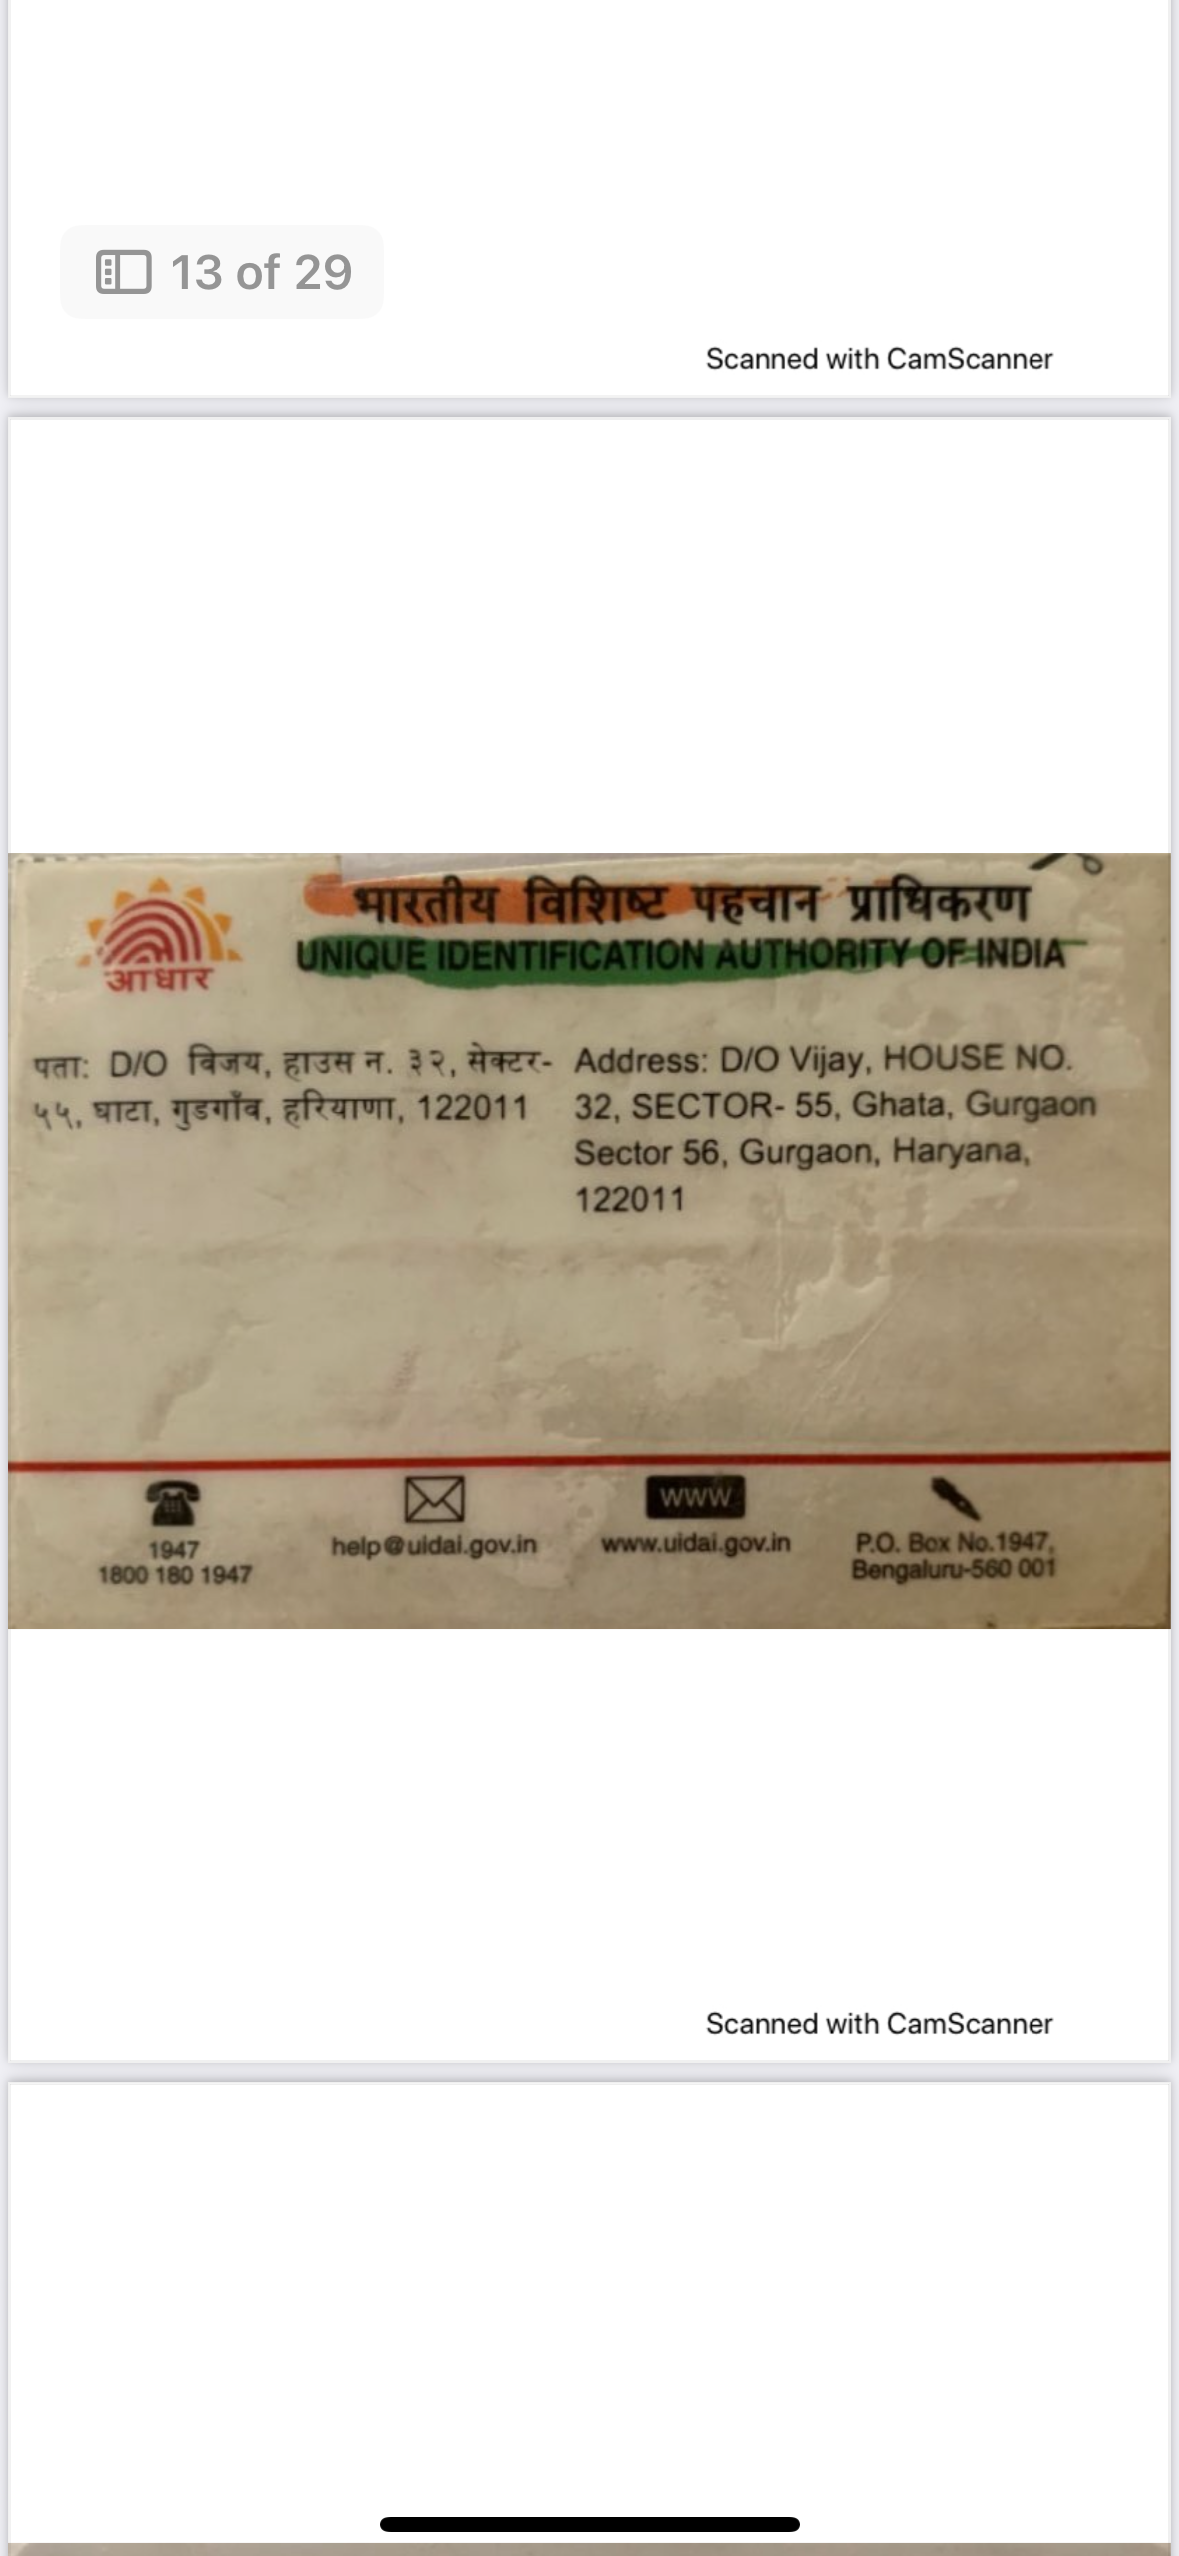 13 of 29
Scanned with CamScanner
आधार
भारतीय विशिष्ट पहचान प्राधिकरण
UNIQUE IDENTIFICATION AUTHORITY OF INDIA
पता: D/O विजय, हाउस न. ३२, सेक्टर-
५५, घाटा, गुडगाँव, हरियाणा, 122011
Address: D/O Vijay, HOUSE NO.
32, SECTOR- 55, Ghata, Gurgaon
Sector 56, Gurgaon, Haryana,
122011
1947
1800 180 1947
help@uidai.gov.in
WWW
www.uidai.gov.in
P.O. Box No.1947,
Bengaluru-560 001
Scanned with CamScanner